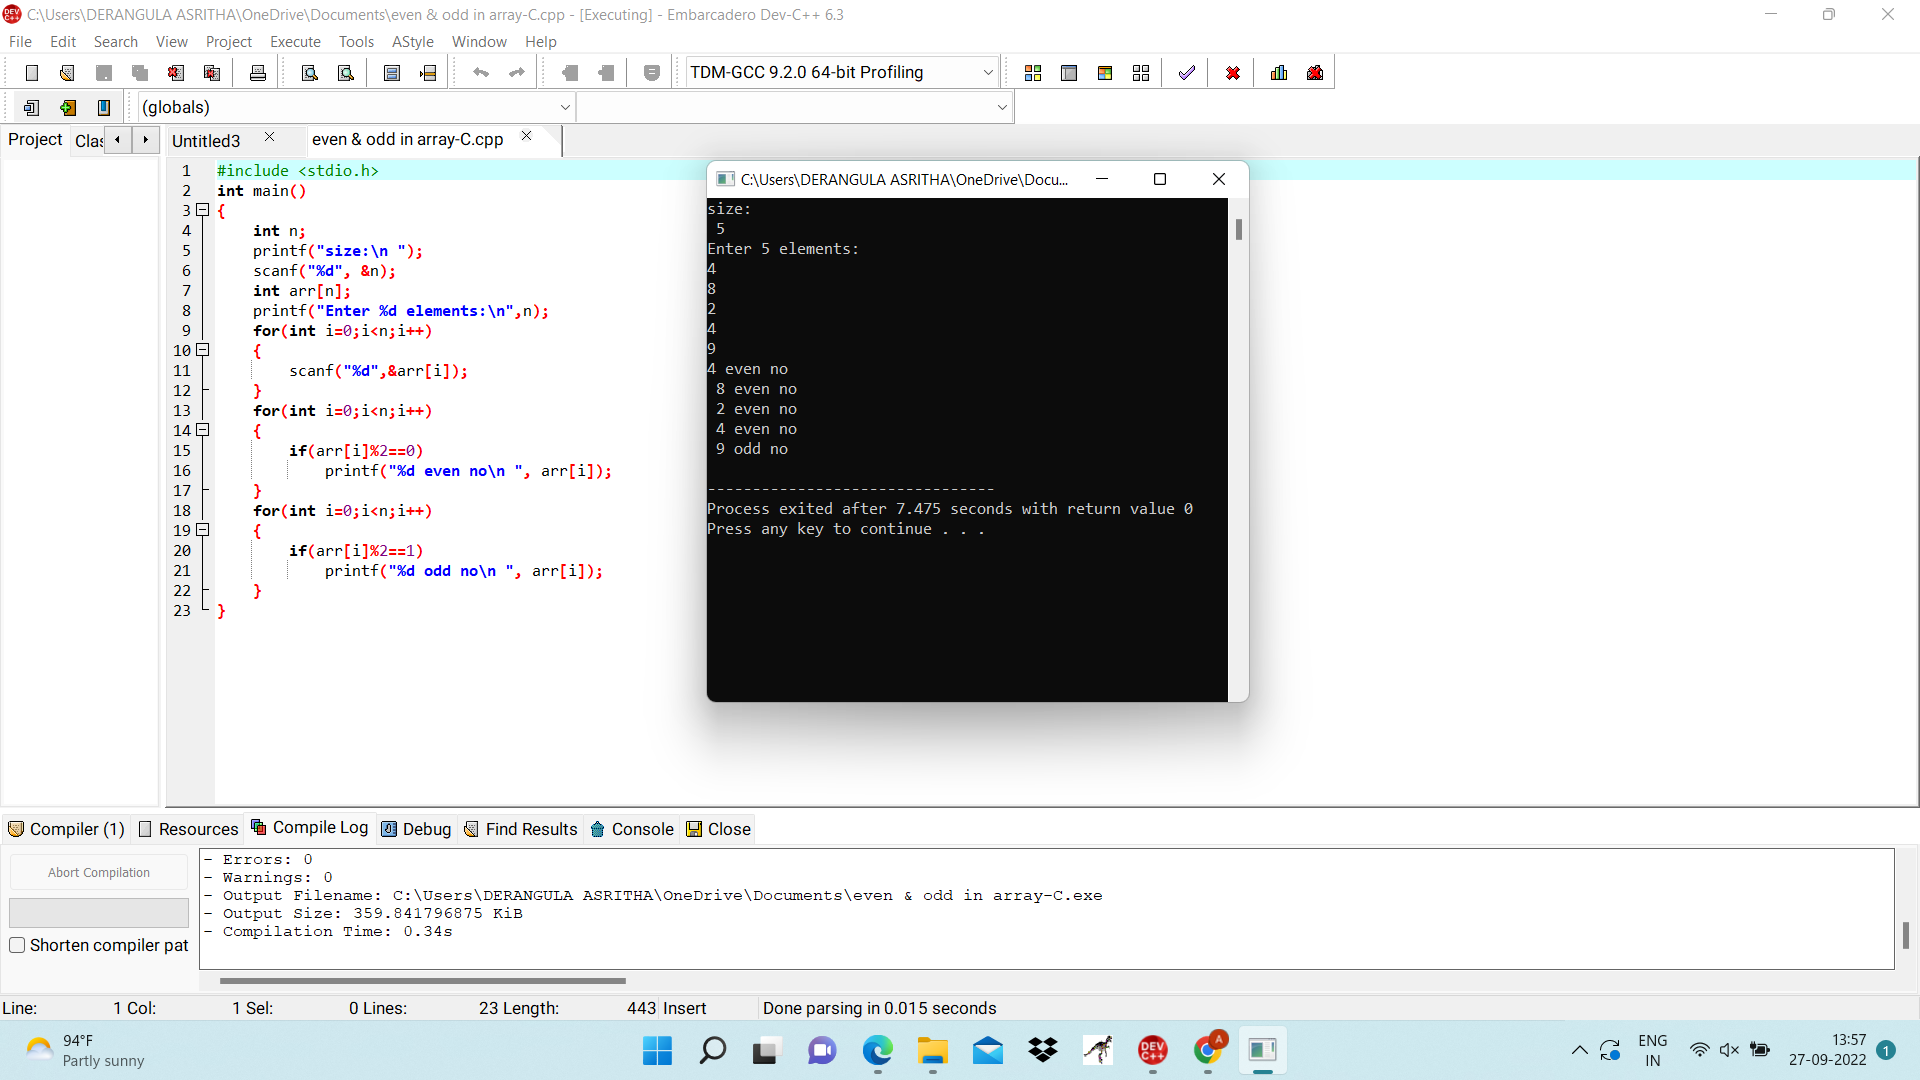 C:\Users\DERANGULA ASRITHA\OneDrive\Documents\even & odd in array-C.cpp - [Executing] - Embarcadero Dev-C++ 6.3
File Edit Search View Project Execute Tools AStyle Window Help
TDM-GCC 9.2.0 64-bit Profiling
(globals)
Project Clas Untitled3 even & odd in array-C.cpp
1 #include <stdio.h>
2 int main()
3 {
4 int n;
5 printf("size:\n ");
6 scanf("%d", &n);
7 int arr[n];
8 printf("Enter %d elements:\n",n);
9 for(int i=0;i<n;i++)
10 {
11 scanf("%d",&arr[i]);
12 }
13 for(int i=0;i<n;i++)
14 {
15 if(arr[i]%2==0)
16 printf("%d even no\n ", arr[i]);
17 }
18 for(int i=0;i<n;i++)
19 {
20 if(arr[i]%2==1)
21 printf("%d odd no\n ", arr[i]);
22 }
23 }
C:\Users\DERANGULA ASRITHA\OneDrive\Docu...
size:
5
Enter 5 elements:
4
8
2
4
9
4 even no
8 even no
2 even no
4 even no
9 odd no
--------------------------------
Process exited after 7.475 seconds with return value 0
Press any key to continue . . .
Compiler (1) Resources Compile Log Debug Find Results Console Close
Abort Compilation
Shorten compiler pat
- Errors: 0
- Warnings: 0
- Output Filename: C:\Users\DERANGULA ASRITHA\OneDrive\Documents\even & odd in array-C.exe
- Output Size: 359.841796875 KiB
- Compilation Time: 0.34s
Line: 1 Col: 1 Sel: 0 Lines: 23 Length: 443 Insert Done parsing in 0.015 seconds
94°F
Partly sunny
DEV C++
A
ENG
IN
13:57
27-09-2022
1